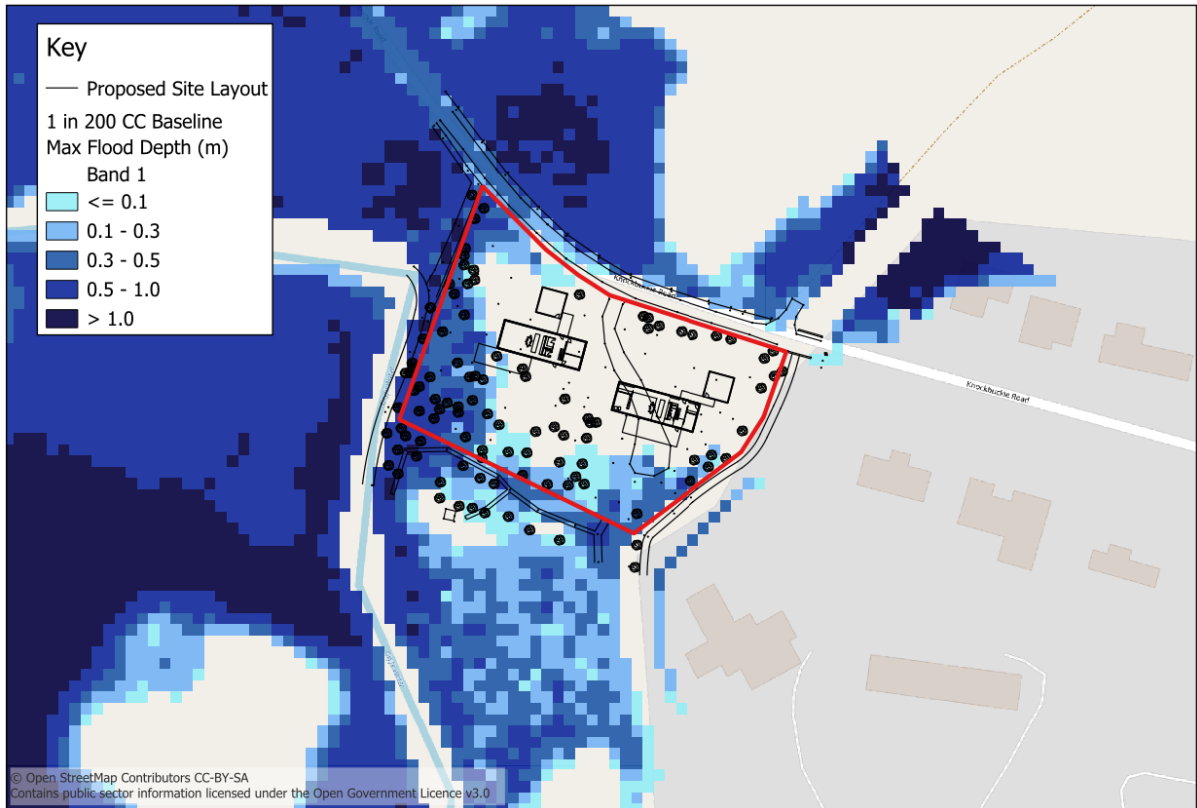 Key
Proposed Site Layout
1 in 200 CC Baseline
Max Flood Depth (m)
Band 1
<= 0.1
0.1 - 0.3
0.3 - 0.5
0.5 - 1.0
> 1.0
Knockbuckle Road
Knockbuckle Road
© Open StreetMap Contributors CC-BY-SA
Contains public sector information licensed under the Open Government Licence v3.0